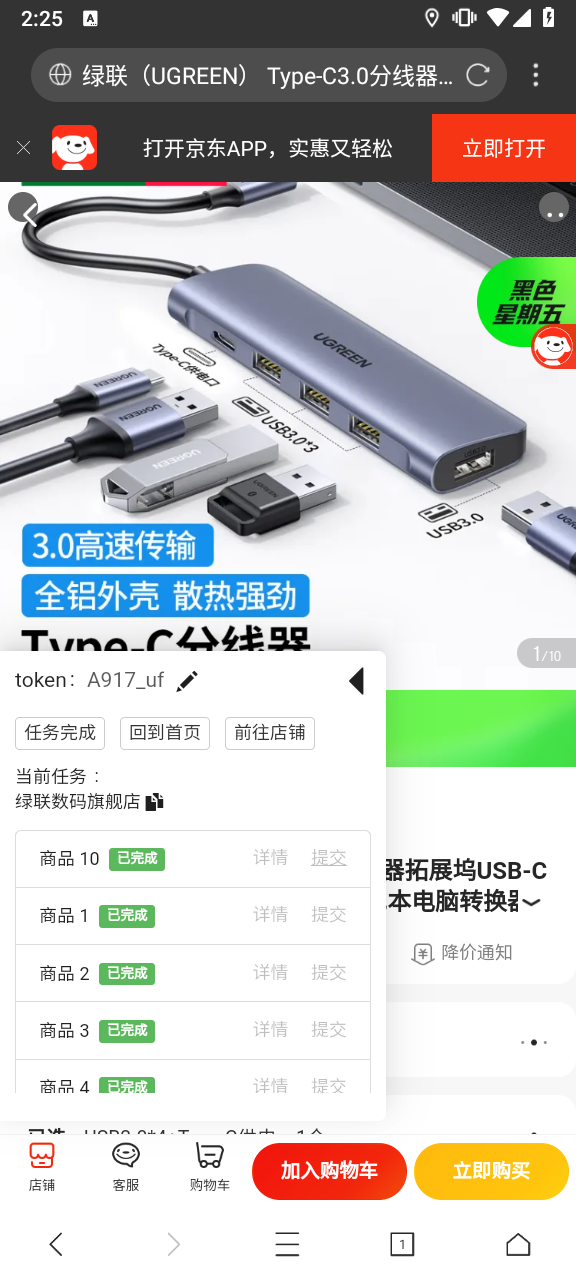 2:25
A
绿联（UGREEN） Type-C3.0分线器...
打开京东APP，实惠又轻松
立即打开
黑色
星期五
UGREEN
Type-C供电口
USB3.0*3
USB3.0
UGREEN
UGREEN
UGREEN
3.0高速传输
全铝外壳 散热强劲
Type-C分线器
1/10
token： A917_uf
任务完成
回到首页
前往店铺
当前任务：
绿联数码旗舰店
商品 10 已完成 详情 提交
商品 1 已完成 详情 提交
商品 2 已完成 详情 提交
商品 3 已完成 详情 提交
商品 4 已完成 详情 提交
器拓展坞USB-C
本电脑转换器
降价通知
店铺
客服
购物车
加入购物车
立即购买
1